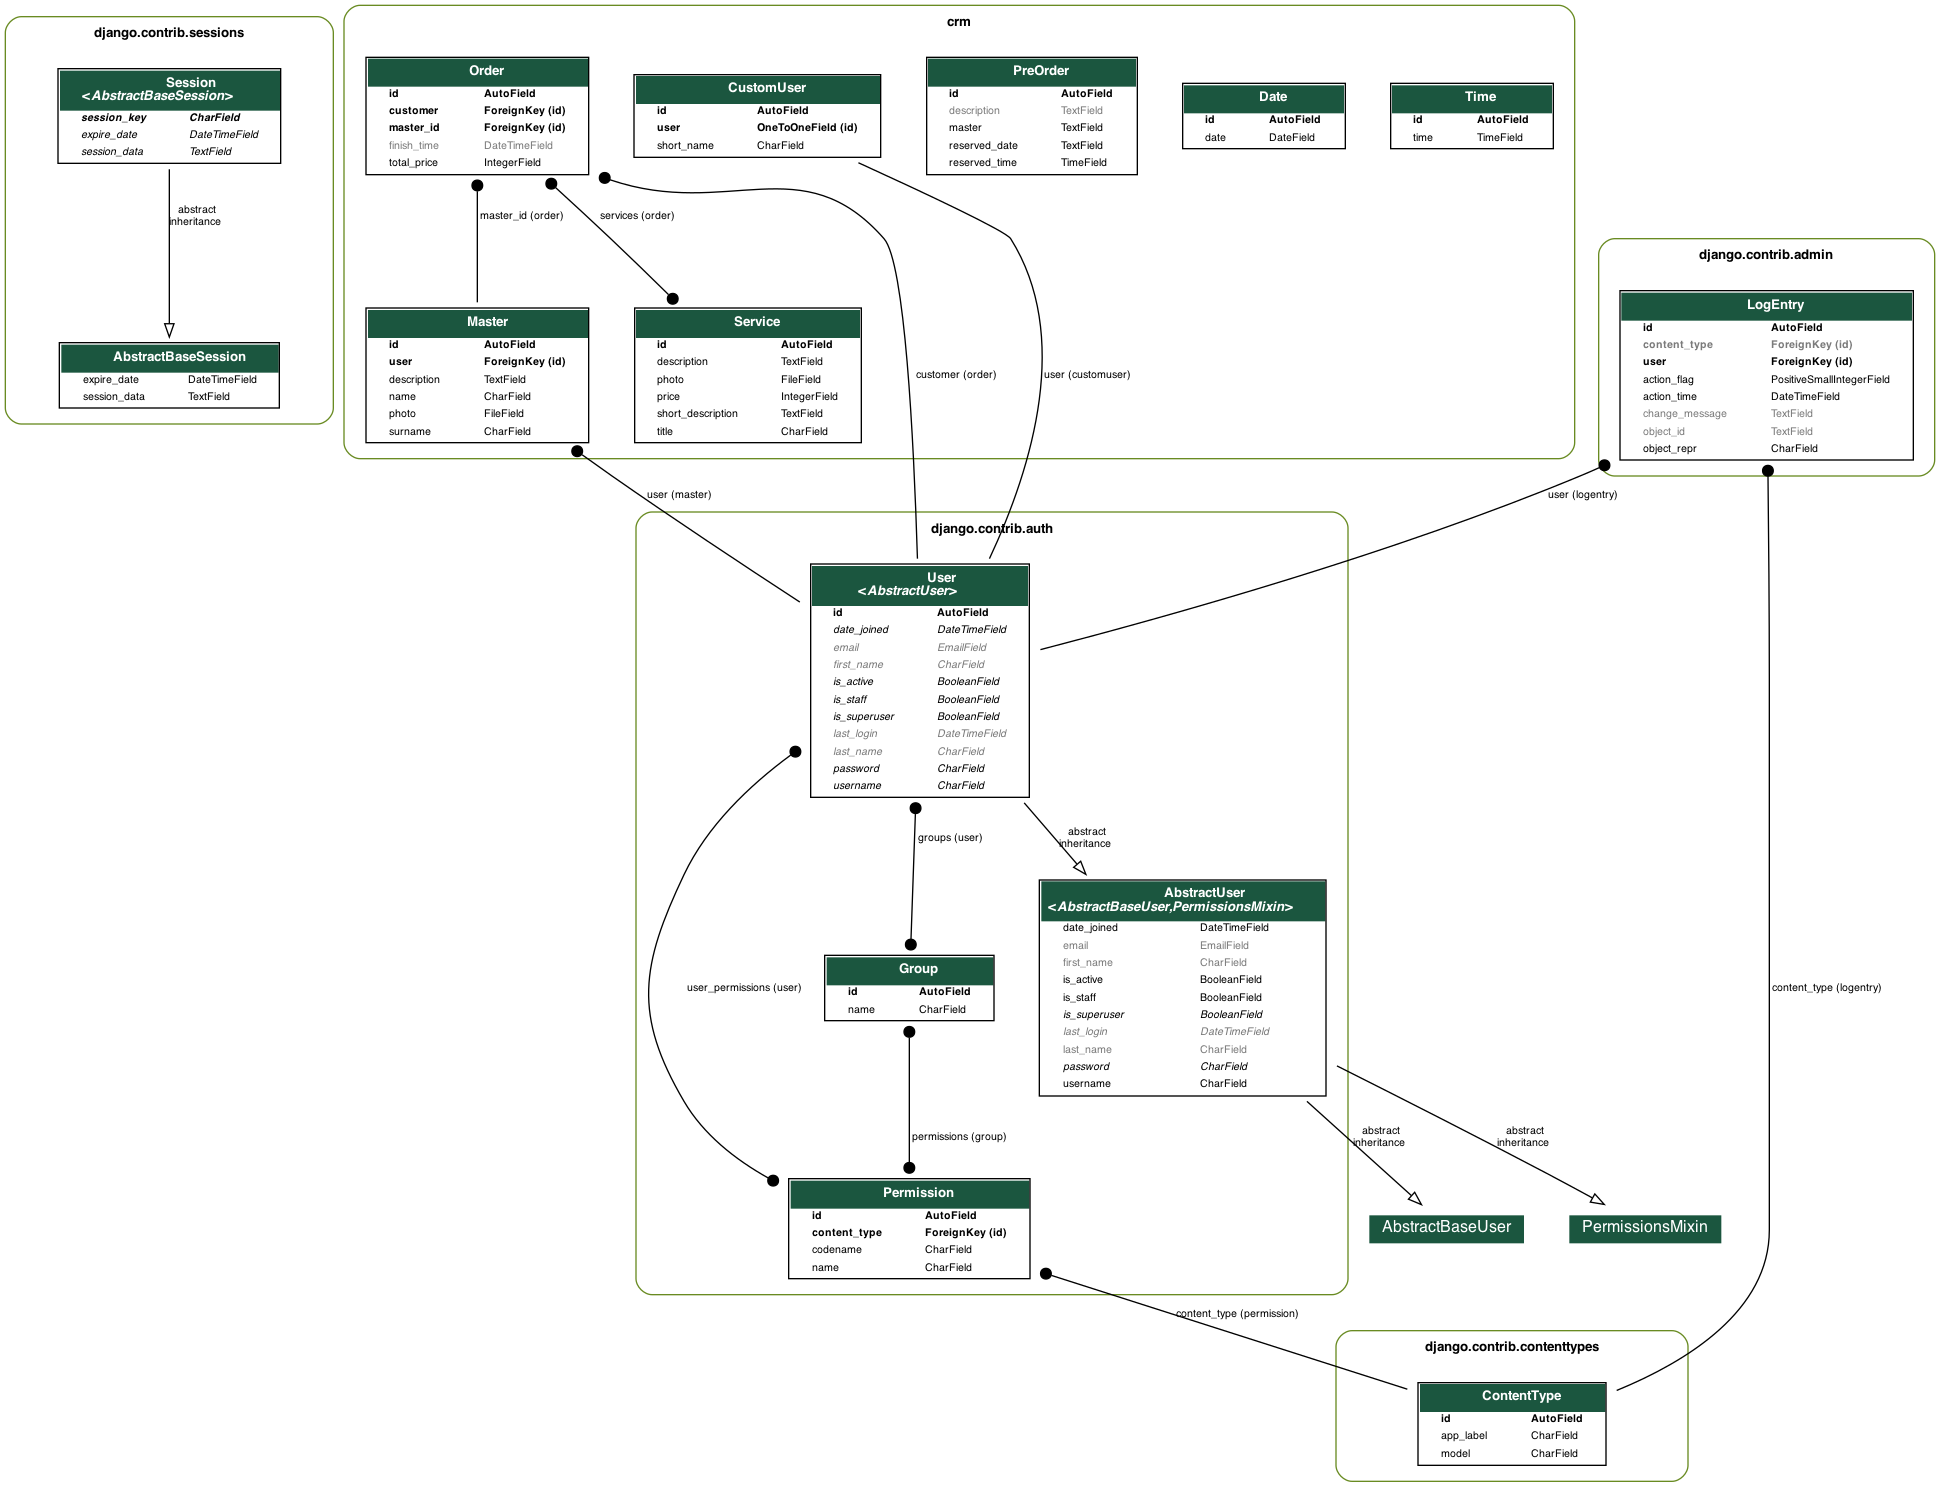 django.contrib.sessions
Session
<AbstractBaseSession>
session_key CharField
expire_date DateTimeField
session_data TextField
abstract
inheritance
AbstractBaseSession
expire_date DateTimeField
session_data TextField
crm
Order
id AutoField
customer ForeignKey (id)
master_id ForeignKey (id)
finish_time DateTimeField
total_price IntegerField
CustomUser
id AutoField
user OneToOneField (id)
short_name CharField
PreOrder
id AutoField
description TextField
master TextField
reserved_date TextField
reserved_time TimeField
Date
id AutoField
date DateField
Time
id AutoField
time TimeField
master_id (order)
services (order)
Master
id AutoField
user ForeignKey (id)
description TextField
name CharField
photo FileField
surname CharField
Service
id AutoField
description TextField
photo FileField
price IntegerField
short_description TextField
title CharField
customer (order)
user (customuser)
django.contrib.admin
LogEntry
id AutoField
content_type ForeignKey (id)
user ForeignKey (id)
action_flag PositiveSmallIntegerField
action_time DateTimeField
change_message TextField
object_id TextField
object_repr CharField
user (master)
user (logentry)
django.contrib.auth
User
<AbstractUser>
id AutoField
date_joined DateTimeField
email EmailField
first_name CharField
is_active BooleanField
is_staff BooleanField
is_superuser BooleanField
last_login DateTimeField
last_name CharField
password CharField
username CharField
groups (user)
abstract
inheritance
AbstractUser
<AbstractBaseUser,PermissionsMixin>
date_joined DateTimeField
email EmailField
first_name CharField
is_active BooleanField
is_staff BooleanField
is_superuser BooleanField
last_login DateTimeField
last_name CharField
password CharField
username CharField
user_permissions (user)
Group
id AutoField
name CharField
content_type (logentry)
permissions (group)
abstract
inheritance
abstract
inheritance
Permission
id AutoField
content_type ForeignKey (id)
codename CharField
name CharField
AbstractBaseUser
PermissionsMixin
content_type (permission)
django.contrib.contenttypes
ContentType
id AutoField
app_label CharField
model CharField